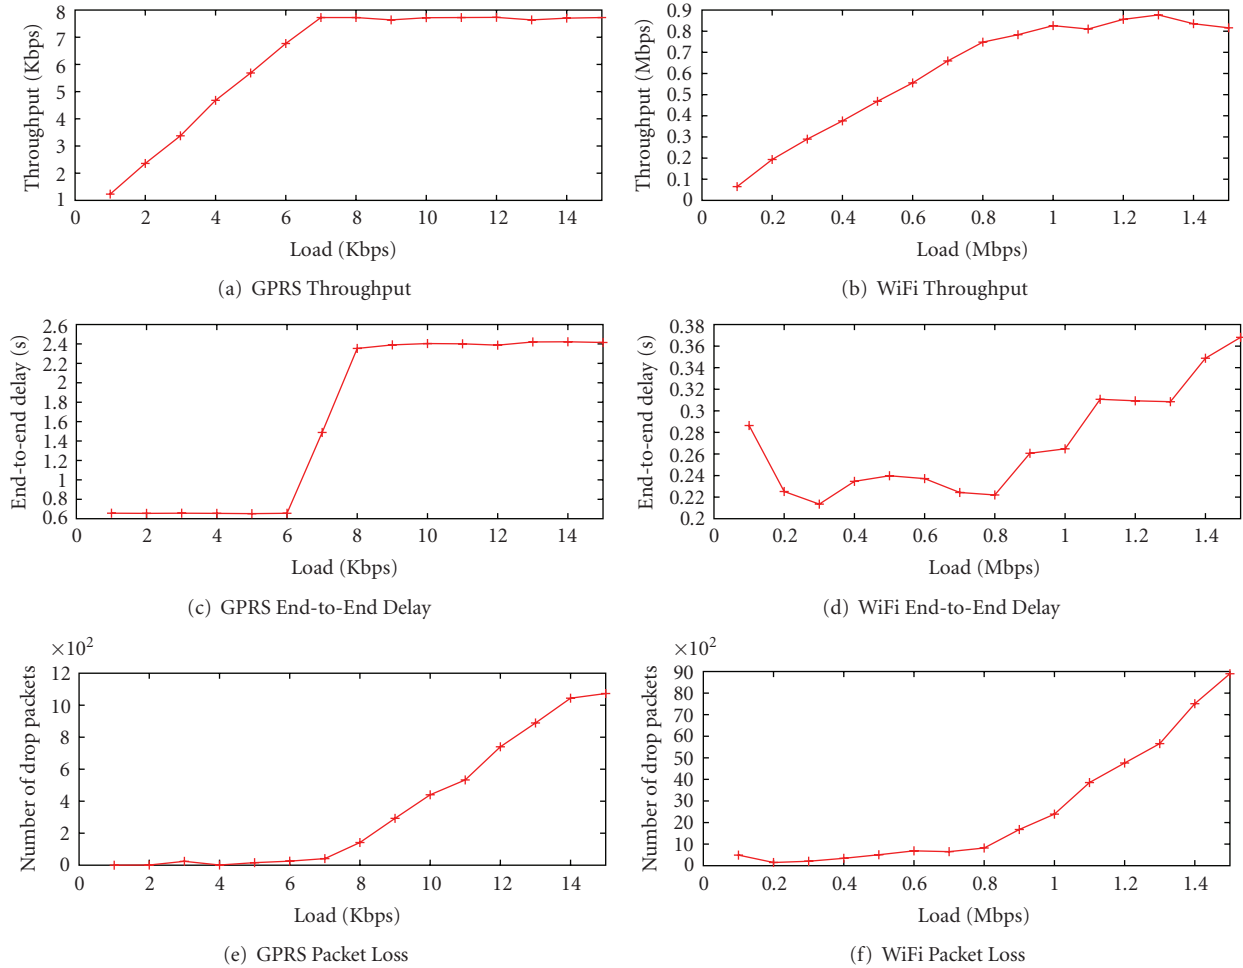 8
7
5
4
3
2
1
0 2 4 6 8 10 12 14
Throughput (Kbps)
Load (Kbps)
(a) GPRS Throughput
0.9
0.8
0.7
0.6
0.5
0.4
0.3
0.2
0.1
0
0 0.2 0.4 0.6 0.8 1 1.2 1.4
Throughput (Mbps)
Load (Mbps)
(b) WiFi Throughput
2.6
2.4
2.2
2
1.8
1.6
1.4
1.2
1
0.8
0.6
0 2 4 6 8 10 12 14
End-to-end delay (s)
Load (Kbps)
(c) GPRS End-to-End Delay
0.38
0.36
0.34
0.32
0.3
0.28
0.26
0.24
0.22
0.2
0 0.2 0.4 0.6 0.8 1 1.2 1.4
End-to-end delay (s)
Load (Mbps)
(d) WiFi End-to-End Delay
×10²
12
10
8
6
4
2
0
0 2 4 6 8 10 12 14
Number of drop packets
Load (Kbps)
(e) GPRS Packet Loss
×10²
90
80
70
60
50
40
30
20
10
0
0 0.2 0.4 0.6 0.8 1 1.2 1.4
Number of drop packets
Load (Mbps)
(f) WiFi Packet Loss